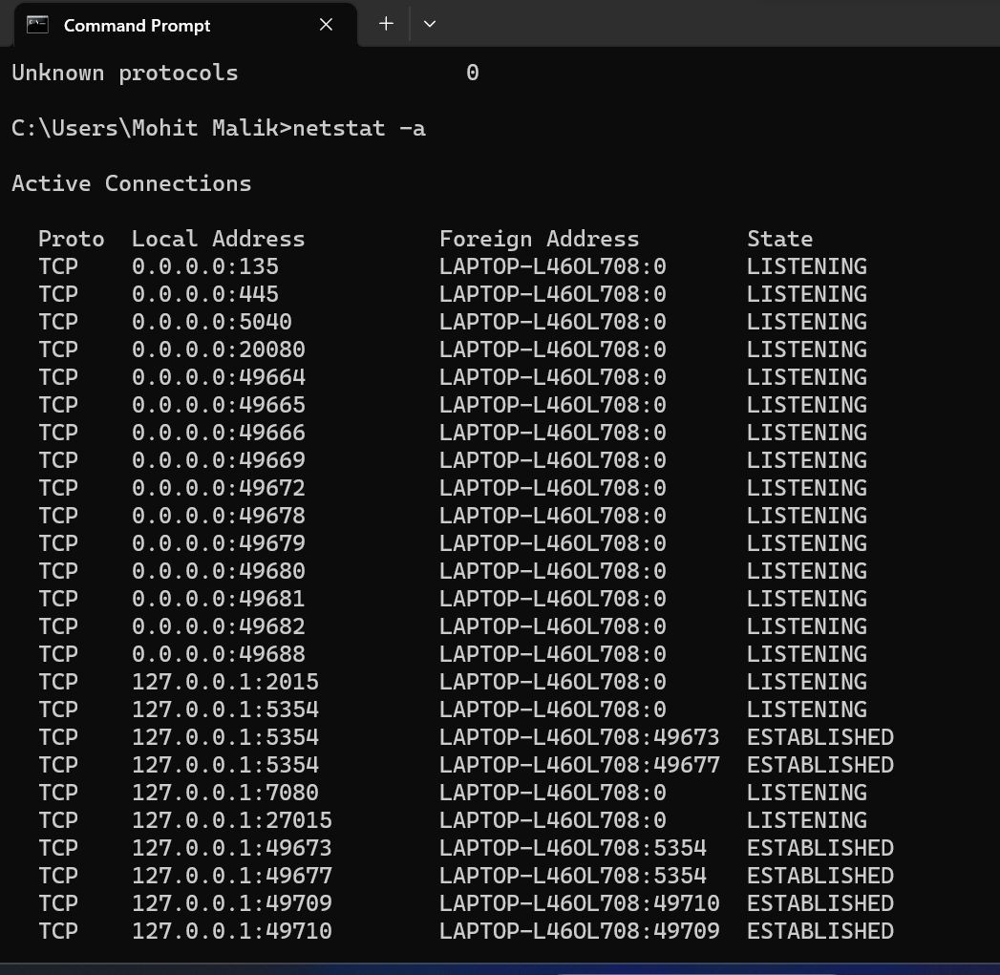 Command Prompt
Unknown protocols                 0
C:\Users\Mohit Malik>netstat -a
Active Connections
  Proto  Local Address          Foreign Address        State
  TCP    0.0.0.0:135            LAPTOP-L46OL708:0      LISTENING
  TCP    0.0.0.0:445            LAPTOP-L46OL708:0      LISTENING
  TCP    0.0.0.0:5040           LAPTOP-L46OL708:0      LISTENING
  TCP    0.0.0.0:20080          LAPTOP-L46OL708:0      LISTENING
  TCP    0.0.0.0:49664          LAPTOP-L46OL708:0      LISTENING
  TCP    0.0.0.0:49665          LAPTOP-L46OL708:0      LISTENING
  TCP    0.0.0.0:49666          LAPTOP-L46OL708:0      LISTENING
  TCP    0.0.0.0:49669          LAPTOP-L46OL708:0      LISTENING
  TCP    0.0.0.0:49672          LAPTOP-L46OL708:0      LISTENING
  TCP    0.0.0.0:49678          LAPTOP-L46OL708:0      LISTENING
  TCP    0.0.0.0:49679          LAPTOP-L46OL708:0      LISTENING
  TCP    0.0.0.0:49680          LAPTOP-L46OL708:0      LISTENING
  TCP    0.0.0.0:49681          LAPTOP-L46OL708:0      LISTENING
  TCP    0.0.0.0:49682          LAPTOP-L46OL708:0      LISTENING
  TCP    0.0.0.0:49688          LAPTOP-L46OL708:0      LISTENING
  TCP    127.0.0.1:2015         LAPTOP-L46OL708:0      LISTENING
  TCP    127.0.0.1:5354         LAPTOP-L46OL708:0      LISTENING
  TCP    127.0.0.1:5354         LAPTOP-L46OL708:49673  ESTABLISHED
  TCP    127.0.0.1:5354         LAPTOP-L46OL708:49677  ESTABLISHED
  TCP    127.0.0.1:7080         LAPTOP-L46OL708:0      LISTENING
  TCP    127.0.0.1:27015        LAPTOP-L46OL708:0      LISTENING
  TCP    127.0.0.1:49673        LAPTOP-L46OL708:5354   ESTABLISHED
  TCP    127.0.0.1:49677        LAPTOP-L46OL708:5354   ESTABLISHED
  TCP    127.0.0.1:49709        LAPTOP-L46OL708:49710  ESTABLISHED
  TCP    127.0.0.1:49710        LAPTOP-L46OL708:49709  ESTABLISHED